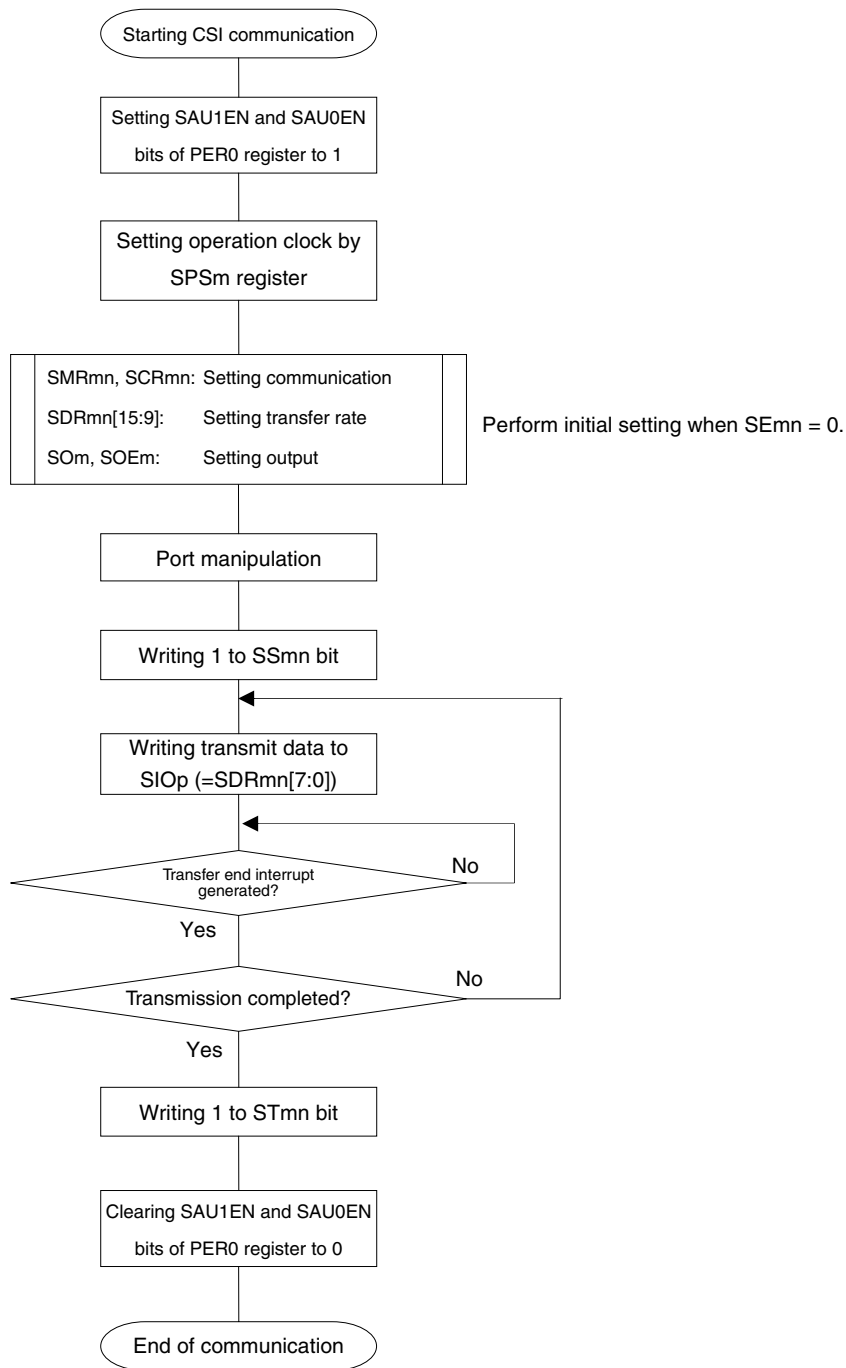 Starting CSI communication
Setting SAU1EN and SAU0EN
bits of PER0 register to 1
Setting operation clock by
SPSm register
SMRmn, SCRmn: Setting communication
SDRmn[15:9]: Setting transfer rate
SOm, SOEm: Setting output
Perform initial setting when SEmn = 0.
Port manipulation
Writing 1 to SSmn bit
Writing transmit data to
SIOp (=SDRmn[7:0])
No
Transfer end interrupt
generated?
Yes
No
Transmission completed?
Yes
Writing 1 to STmn bit
Clearing SAU1EN and SAU0EN
bits of PER0 register to 0
End of communication